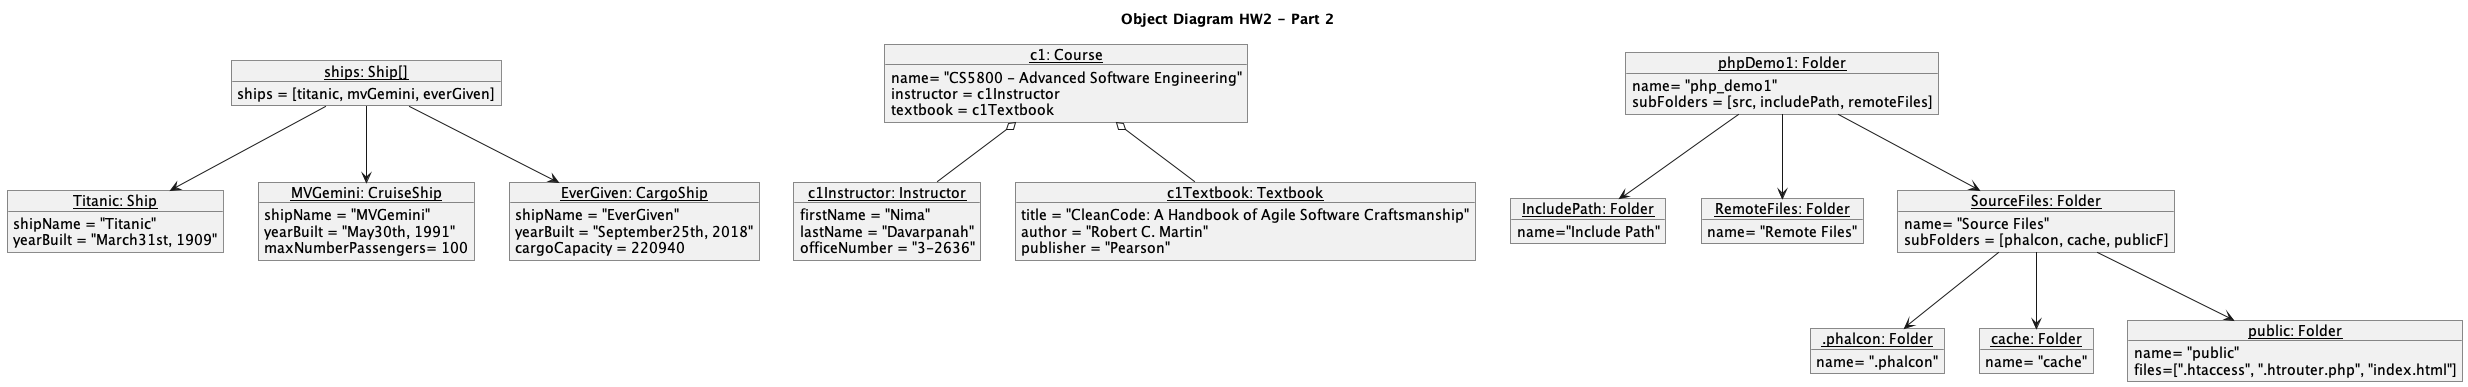 Object Diagram HW2 - Part 2
ships: Ship[]
ships = [titanic, mvGemini, everGiven]
Titanic: Ship
shipName = "Titanic"
yearBuilt = "March31st, 1909"
MVGemini: CruiseShip
shipName = "MVGemini"
yearBuilt = "May30th, 1991"
maxNumberPassengers= 100
EverGiven: CargoShip
shipName = "EverGiven"
yearBuilt = "September25th, 2018"
cargoCapacity = 220940
c1: Course
name= "CS5800 - Advanced Software Engineering"
instructor = c1Instructor
textbook = c1Textbook
c1Instructor: Instructor
firstName = "Nima"
lastName = "Davarpanah"
officeNumber = "3-2636"
c1Textbook: Textbook
title = "CleanCode: A Handbook of Agile Software Craftsmanship"
author = "Robert C. Martin"
publisher = "Pearson"
phpDemo1: Folder
name= "php_demo1"
subFolders = [src, includePath, remoteFiles]
IncludePath: Folder
name="Include Path"
RemoteFiles: Folder
name= "Remote Files"
SourceFiles: Folder
name= "Source Files"
subFolders = [phalcon, cache, publicF]
.phalcon: Folder
name= ".phalcon"
cache: Folder
name= "cache"
public: Folder
name= "public"
files=[".htaccess", ".htrouter.php", "index.html"]